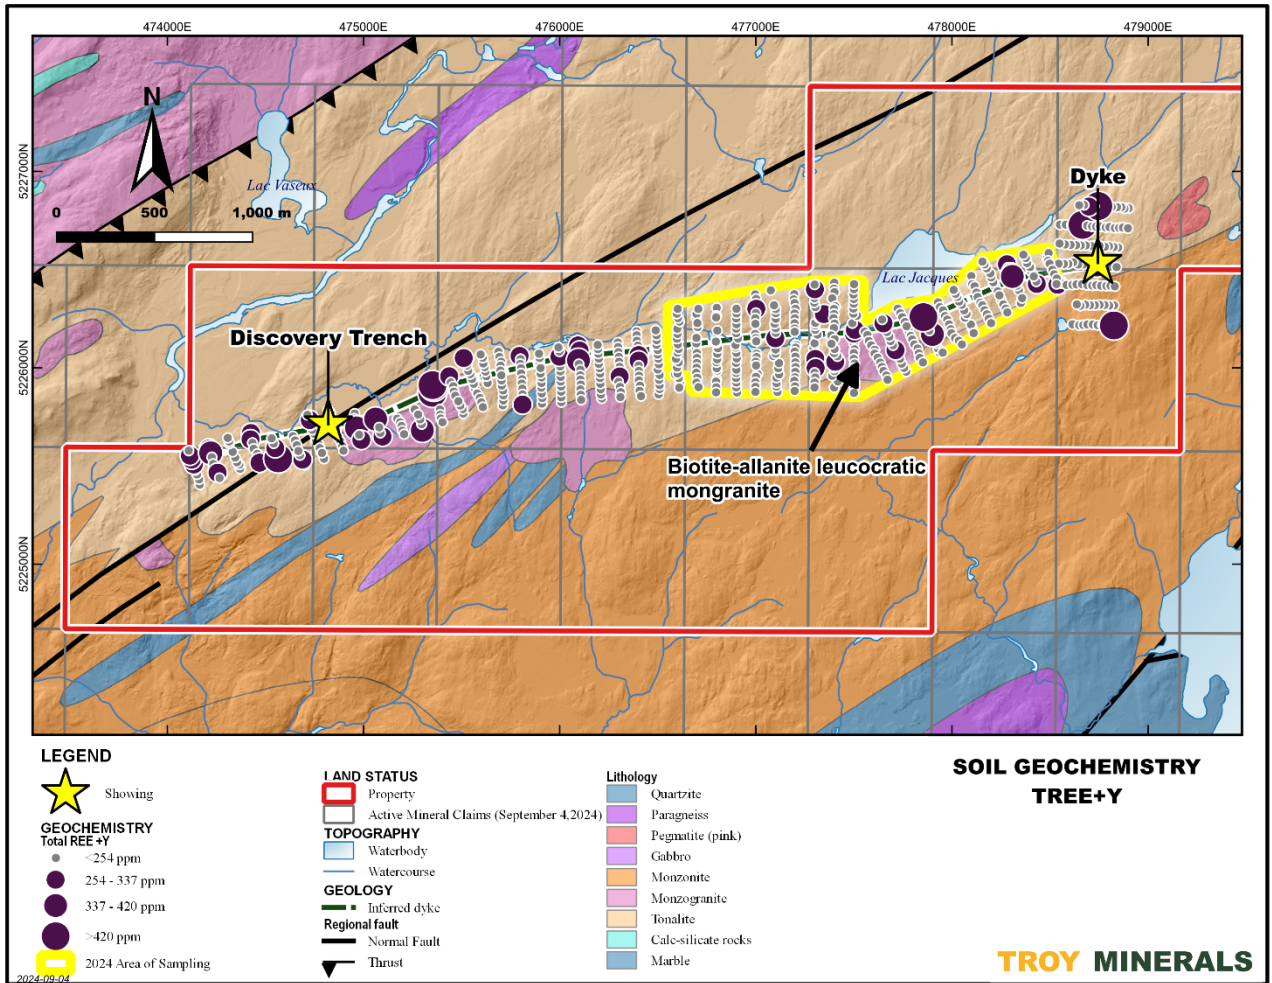 474000E 475000E 476000E 477000E 478000E 479000E
5227000N
5226000N
5225000N
N
0 500 1,000 m
Lac Vaseux
Dyke
Lac Jacques
Discovery Trench
Biotite-allanite leucocratic
mongranite
LEGEND
Showing
GEOCHEMISTRY
Total REE +Y
<254 ppm
254 - 337 ppm
337 - 420 ppm
>420 ppm
2024 Area of Sampling
2024-09-04
LAND STATUS
Property
Active Mineral Claims (September 4,2024)
TOPOGRAPHY
Waterbody
Watercourse
GEOLOGY
Inferred dyke
Regional fault
Normal Fault
Thrust
Lithology
Quartzite
Paragneiss
Pegmatite (pink)
Gabbro
Monzonite
Monzogranite
Tonalite
Calc-silicate rocks
Marble
SOIL GEOCHEMISTRY
TREE+Y
TROY MINERALS